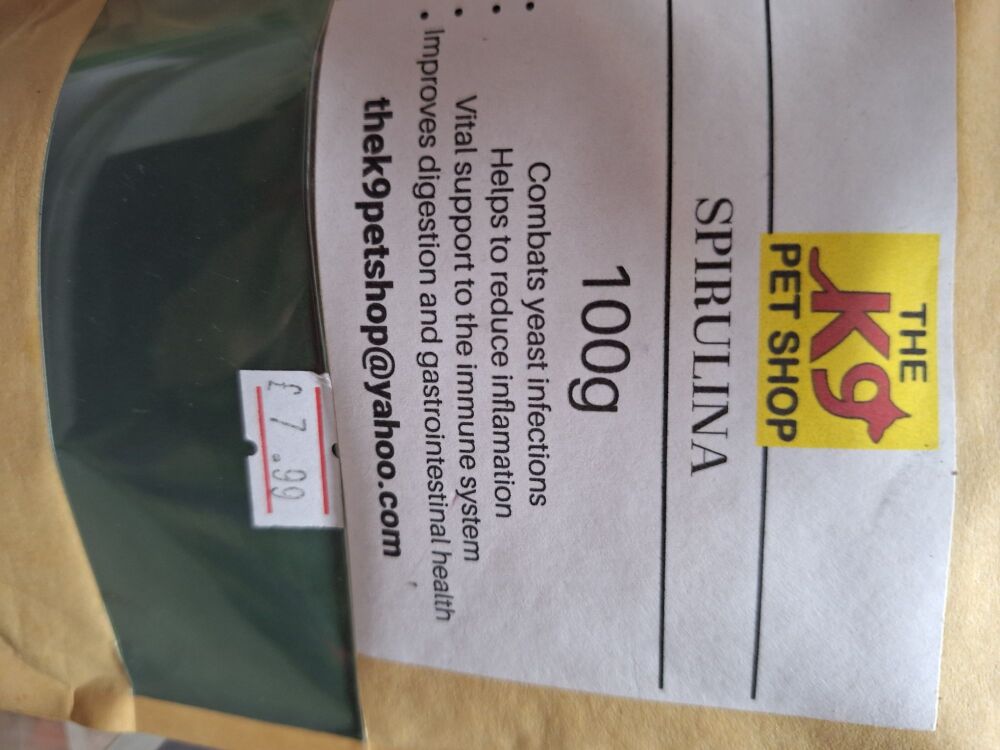 THE
K9
PET SHOP
SPIRULINA
100g
• Combats yeast infections
• Helps to reduce inflamation
• Vital support to the immune system
• Improves digestion and gastrointestinal health
thek9petshop@yahoo.com
£7.99